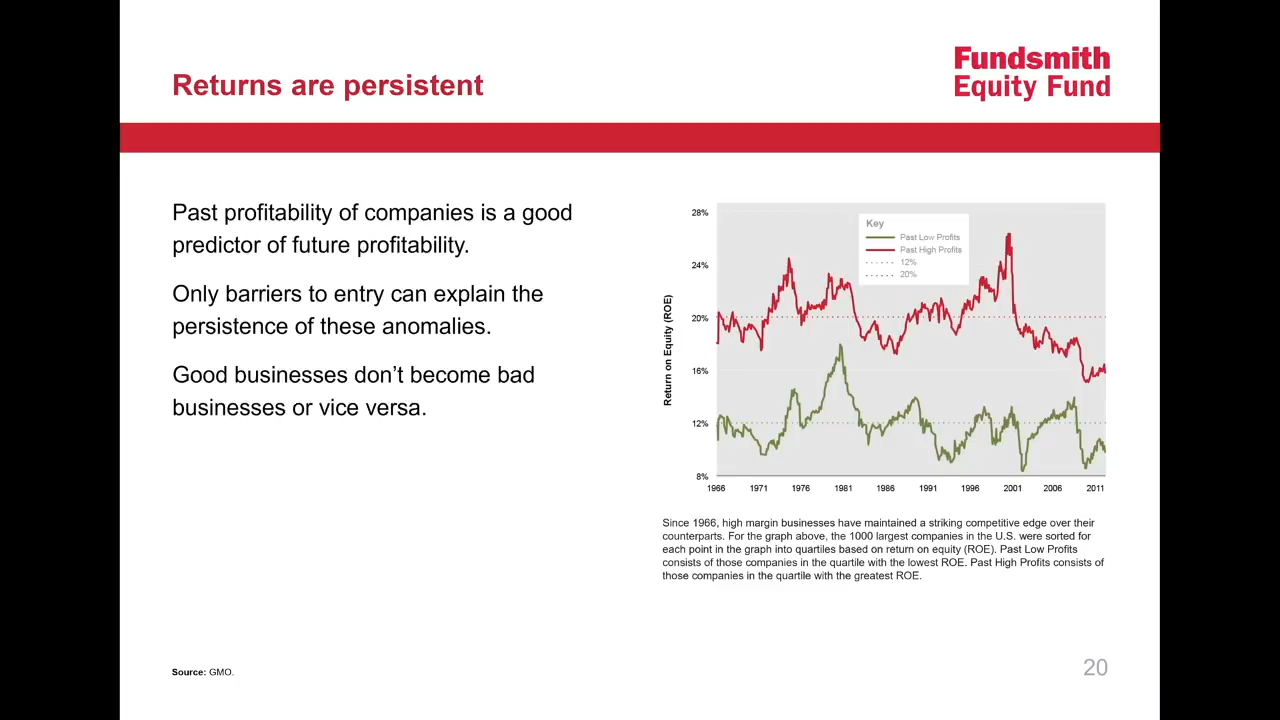 Returns are persistent
Fundsmith
Equity Fund
Past profitability of companies is a good
predictor of future profitability.
Only barriers to entry can explain the
persistence of these anomalies.
Good businesses don’t become bad
businesses or vice versa.
Return on Equity (ROE)
28%
24%
20%
16%
12%
8%
Key
Past Low Profits
Past High Profits
12%
20%
1966 1971 1976 1981 1986 1991 1996 2001 2006 2011
Since 1966, high margin businesses have maintained a striking competitive edge over their
counterparts. For the graph above, the 1000 largest companies in the U.S. were sorted for
each point in the graph into quartiles based on return on equity (ROE). Past Low Profits
consists of those companies in the quartile with the lowest ROE. Past High Profits consists of
those companies in the quartile with the greatest ROE.
Source: GMO.
20